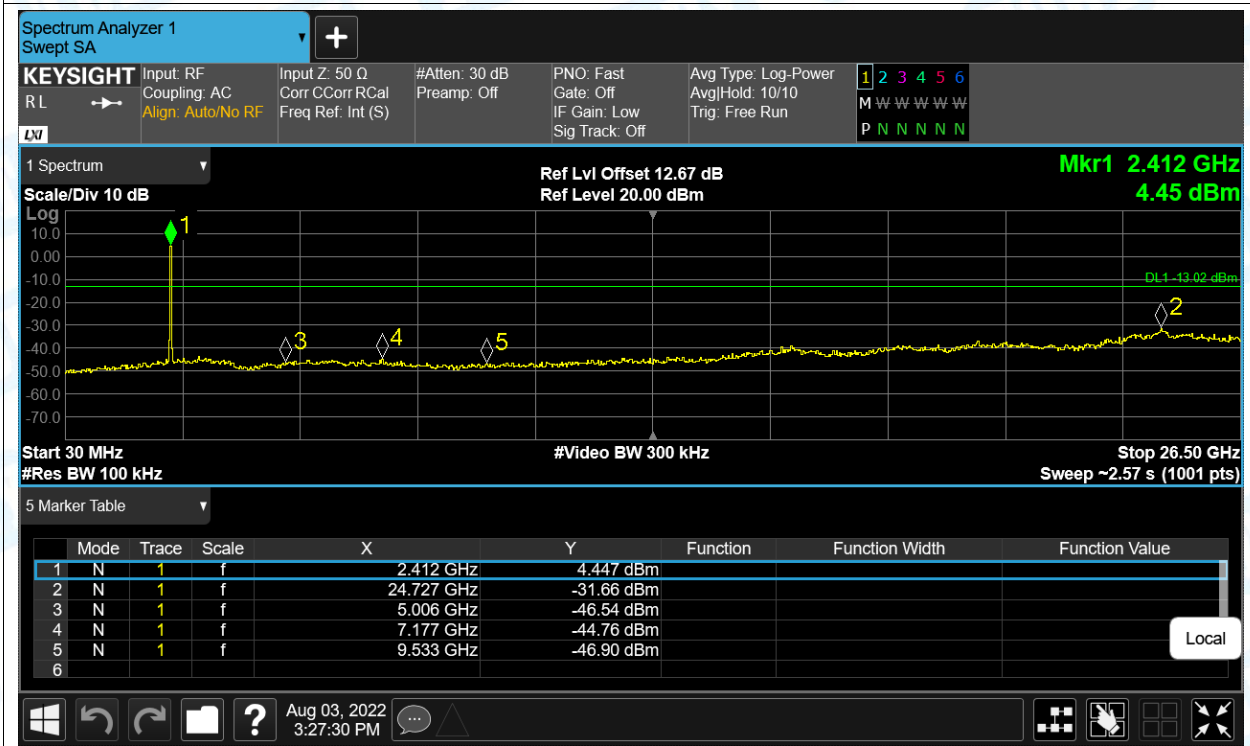 Spectrum Analyzer 1
Swept SA
KEYSIGHT
R L
LXI
Input: RF
Coupling: AC
Align: Auto/No RF
Input Z: 50 Ω
Corr CCorr RCal
Freq Ref: Int (S)
#Atten: 30 dB
Preamp: Off
PNO: Fast
Gate: Off
IF Gain: Low
Sig Track: Off
Avg Type: Log-Power
Avg|Hold: 10/10
Trig: Free Run
1 2 3 4 5 6
M W W W W W
P N N N N N
1 Spectrum
Scale/Div 10 dB
Ref Lvl Offset 12.67 dB
Ref Level 20.00 dBm
Mkr1 2.412 GHz
4.45 dBm
Log
10.0
0.00
-10.0
-20.0
-30.0
-40.0
-50.0
-60.0
-70.0
1
DL1 -13.02 dBm
2
3
4
5
Start 30 MHz
#Res BW 100 kHz
#Video BW 300 kHz
Stop 26.50 GHz
Sweep ~2.57 s (1001 pts)
5 Marker Table
Mode Trace Scale X Y Function Function Width Function Value
1 N 1 f 2.412 GHz 4.447 dBm
2 N 1 f 24.727 GHz -31.66 dBm
3 N 1 f 5.006 GHz -46.54 dBm
4 N 1 f 7.177 GHz -44.76 dBm
5 N 1 f 9.533 GHz -46.90 dBm
6
Local
?
Aug 03, 2022
3:27:30 PM